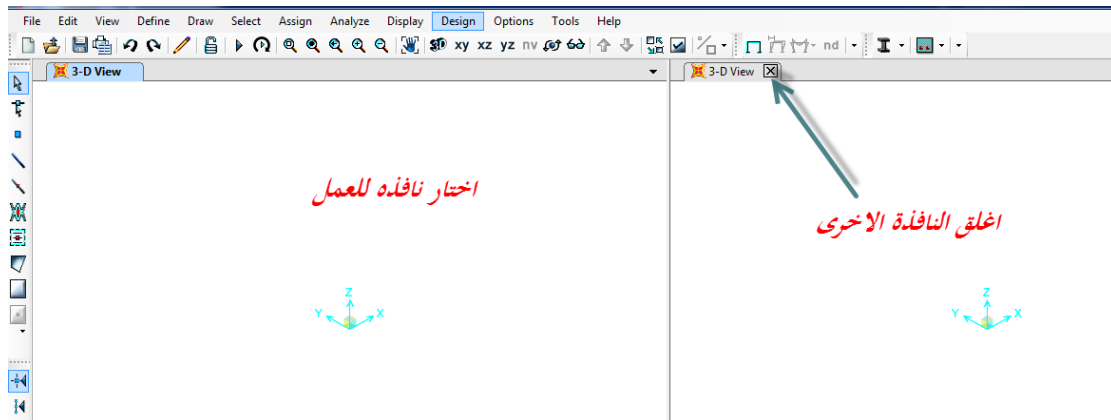 File Edit View Define Draw Select Assign Analyze Display Design Options Tools Help
3D xy xz yz nv nd
3-D View
3-D View
اختار نافذه للعمل
اغلق النافذة الاخرى
Z
Y X
Z
Y X